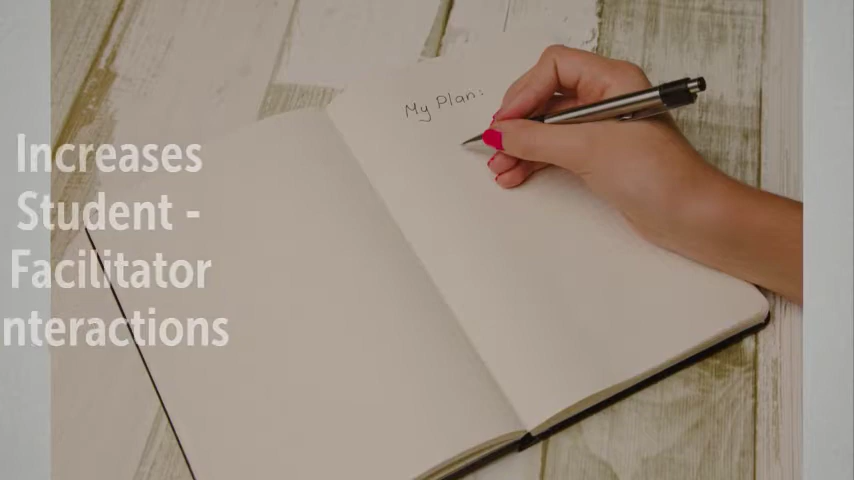 My Plan:
Increases
Student -
Facilitator
nteractions